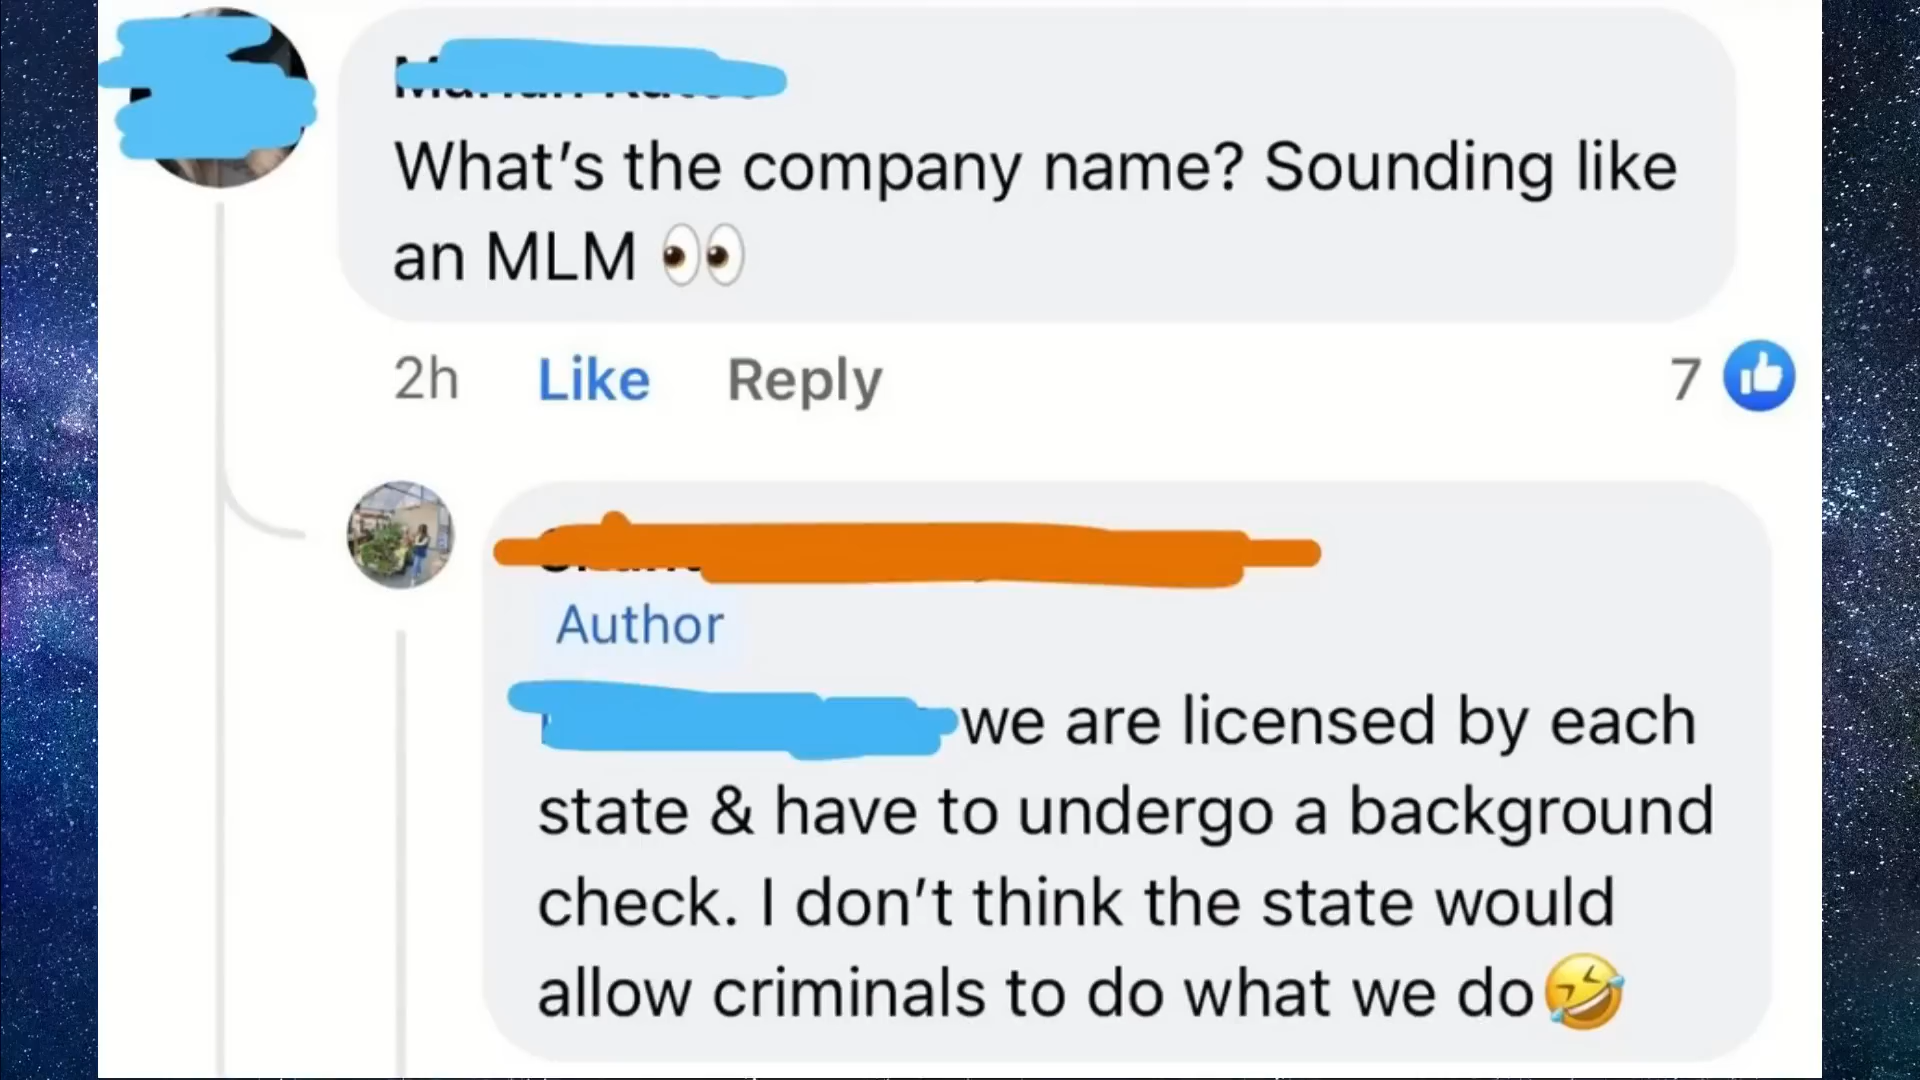 What's the company name? Sounding like
an MLM 👀
2h Like Reply 7
Author
we are licensed by each
state & have to undergo a background
check. I don't think the state would
allow criminals to do what we do🤣